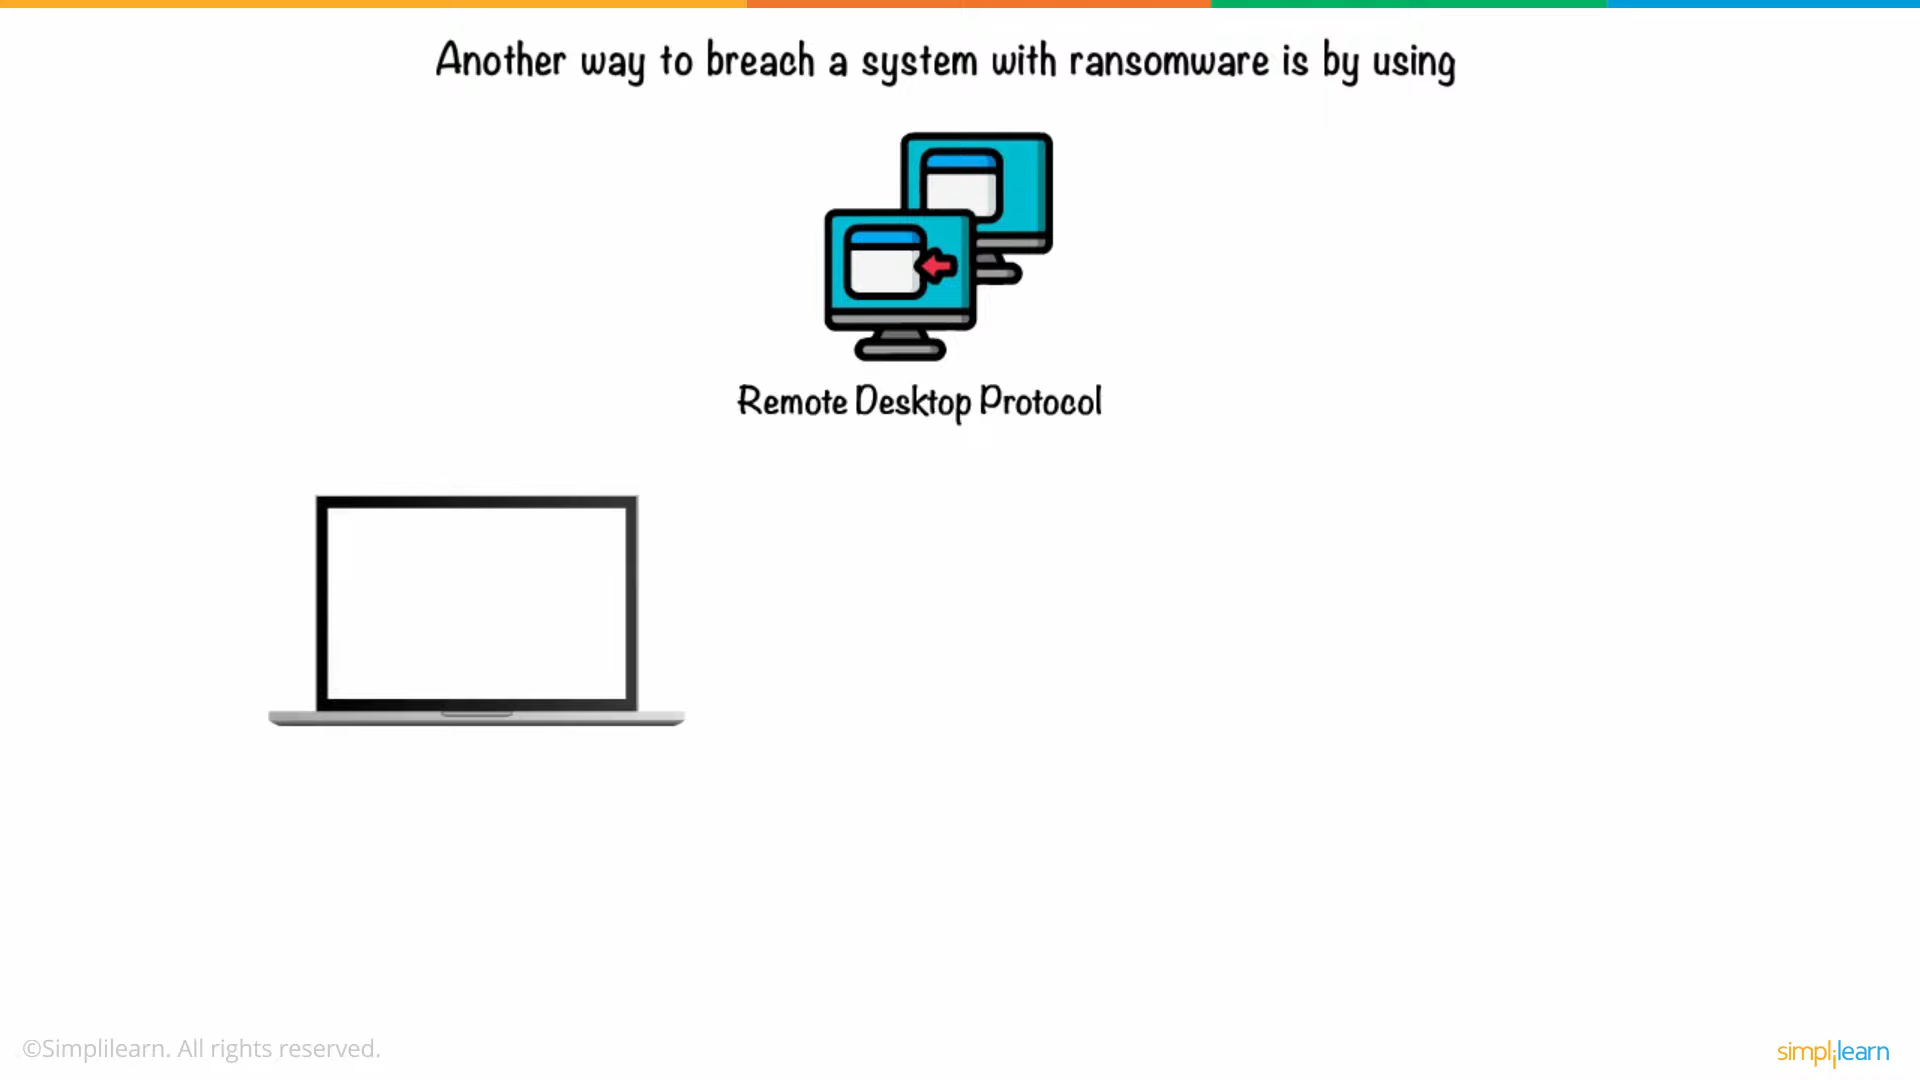 Another way to breach a system with ransomware is by using
Remote Desktop Protocol
©Simplilearn. All rights reserved.
simplilearn